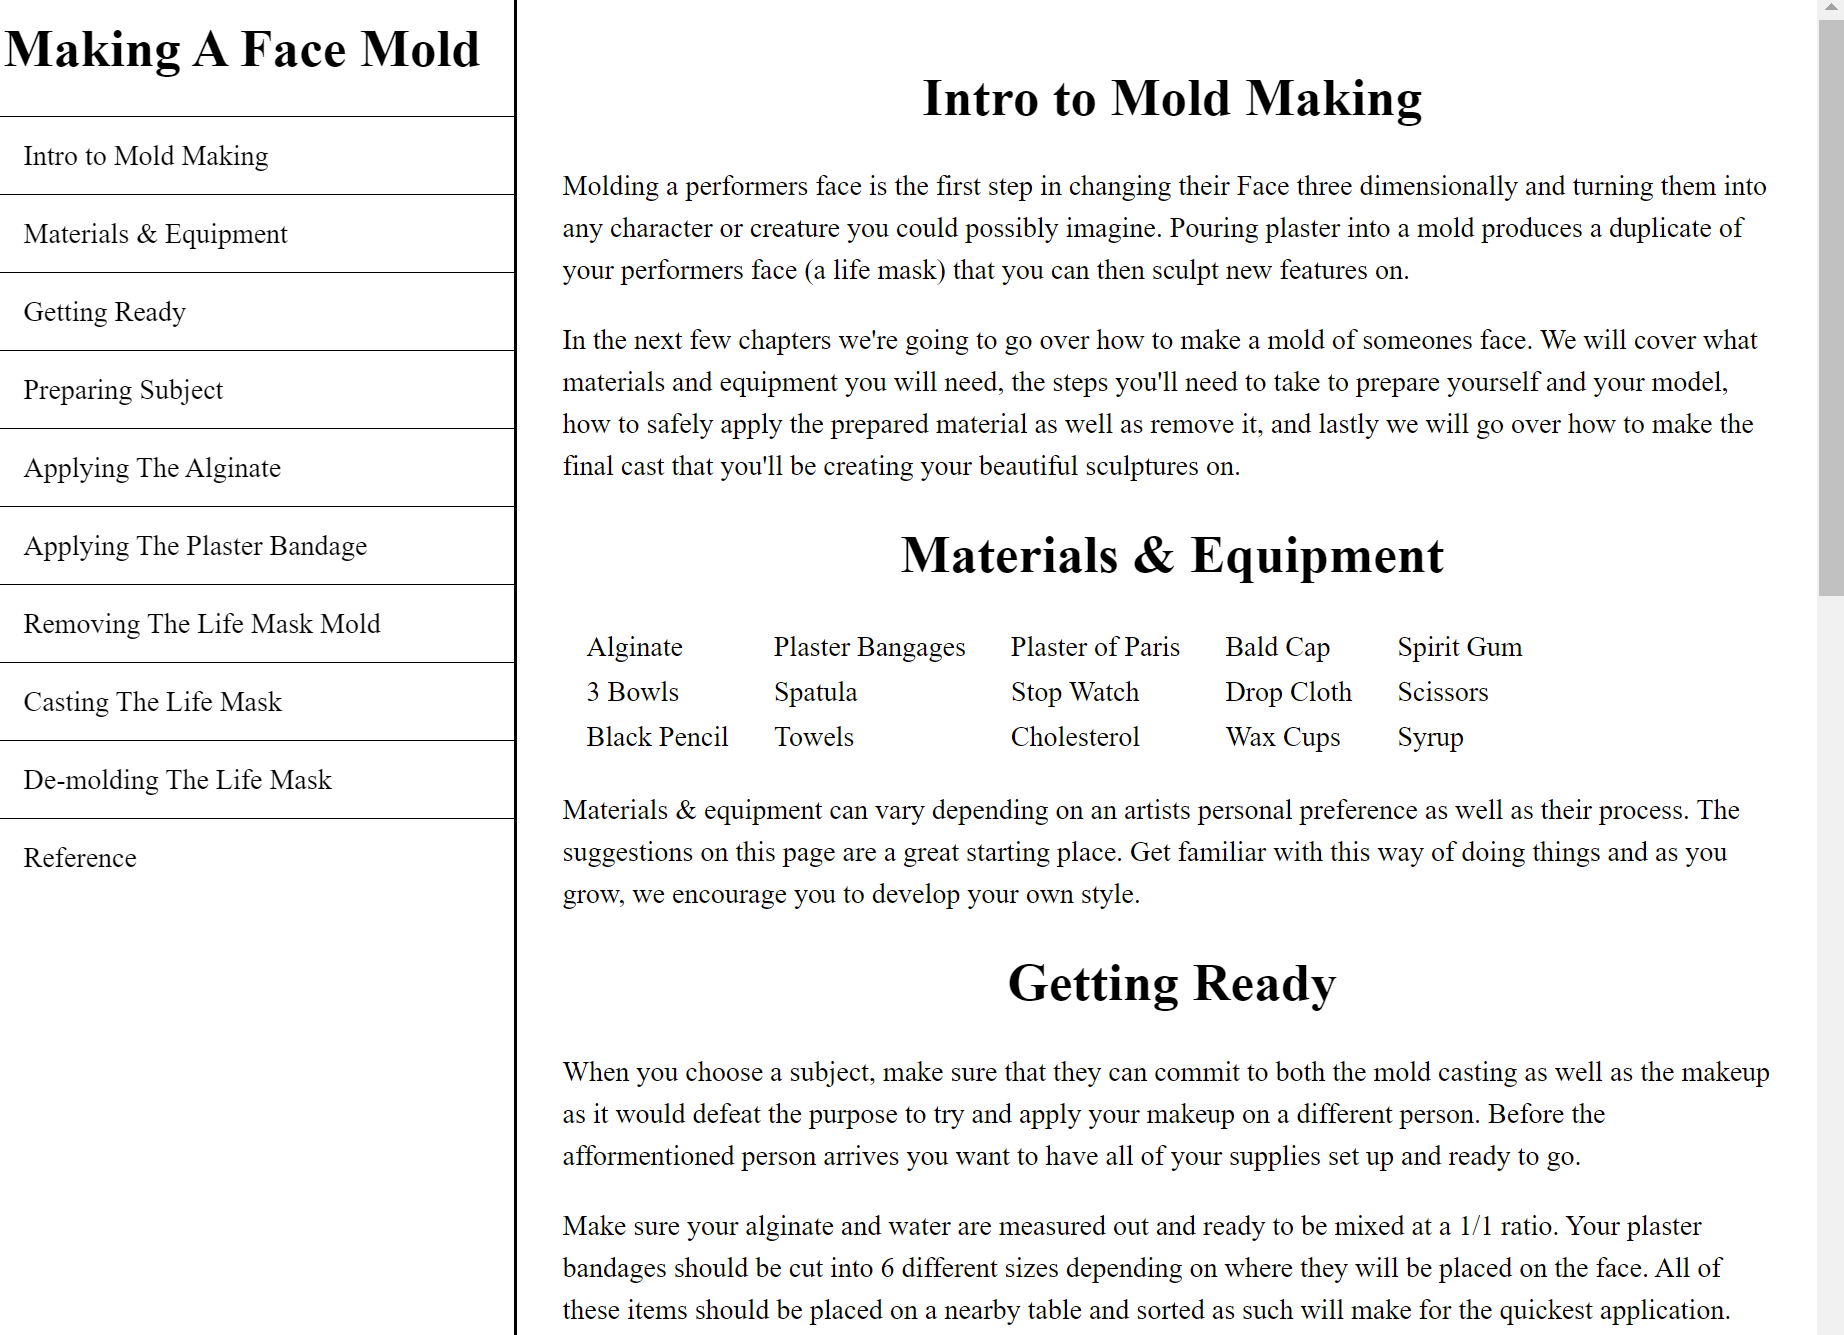 Making A Face Mold
Intro to Mold Making
Materials & Equipment
Getting Ready
Preparing Subject
Applying The Alginate
Applying The Plaster Bandage
Removing The Life Mask Mold
Casting The Life Mask
De-molding The Life Mask
Reference
Intro to Mold Making
Molding a performers face is the first step in changing their Face three dimensionally and turning them into
any character or creature you could possibly imagine. Pouring plaster into a mold produces a duplicate of
your performers face (a life mask) that you can then sculpt new features on.
In the next few chapters we're going to go over how to make a mold of someones face. We will cover what
materials and equipment you will need, the steps you'll need to take to prepare yourself and your model,
how to safely apply the prepared material as well as remove it, and lastly we will go over how to make the
final cast that you'll be creating your beautiful sculptures on.
Materials & Equipment
Alginate Plaster Bangages Plaster of Paris Bald Cap Spirit Gum
3 Bowls Spatula Stop Watch Drop Cloth Scissors
Black Pencil Towels Cholesterol Wax Cups Syrup
Materials & equipment can vary depending on an artists personal preference as well as their process. The
suggestions on this page are a great starting place. Get familiar with this way of doing things and as you
grow, we encourage you to develop your own style.
Getting Ready
When you choose a subject, make sure that they can commit to both the mold casting as well as the makeup
as it would defeat the purpose to try and apply your makeup on a different person. Before the
afformentioned person arrives you want to have all of your supplies set up and ready to go.
Make sure your alginate and water are measured out and ready to be mixed at a 1/1 ratio. Your plaster
bandages should be cut into 6 different sizes depending on where they will be placed on the face. All of
these items should be placed on a nearby table and sorted as such will make for the quickest application.